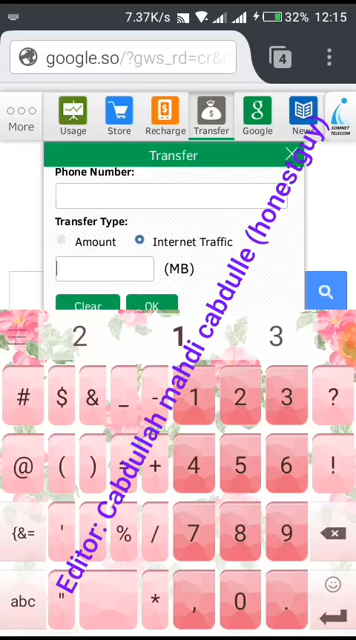 7.37K/s 32% 12:15
google.so/?gws_rd=cr&
4
More Usage Store Recharge Transfer Google News SOMNET TELECOM
Transfer
Phone Number:
Transfer Type:
Amount Internet Traffic
(MB)
Clear OK
Editor: Cabdullah mahdi cabdulle (honestguy)
2 1 3
# $ & _ - 1 2 3 ?
@ ( ) = + 4 5 6 !
{&= ' % / 7 8 9
abc " * , 0 .